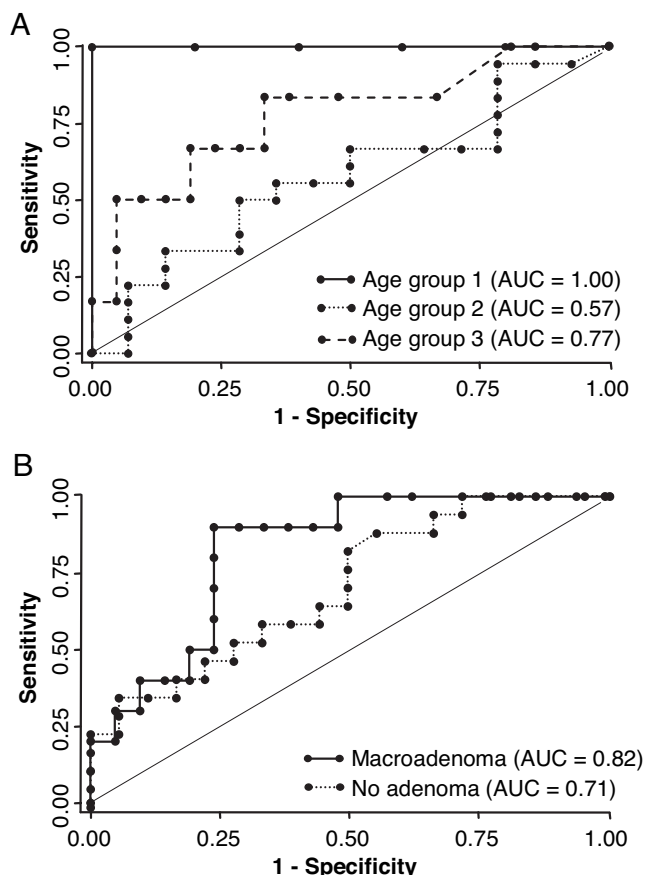 A
1.00
0.75
0.50
0.25
0.00
Sensitivity
Age group 1 (AUC = 1.00)
Age group 2 (AUC = 0.57)
Age group 3 (AUC = 0.77)
0.00 0.25 0.50 0.75 1.00
1 - Specificity
B
1.00
0.75
0.50
0.25
0.00
Sensitivity
Macroadenoma (AUC = 0.82)
No adenoma (AUC = 0.71)
0.00 0.25 0.50 0.75 1.00
1 - Specificity